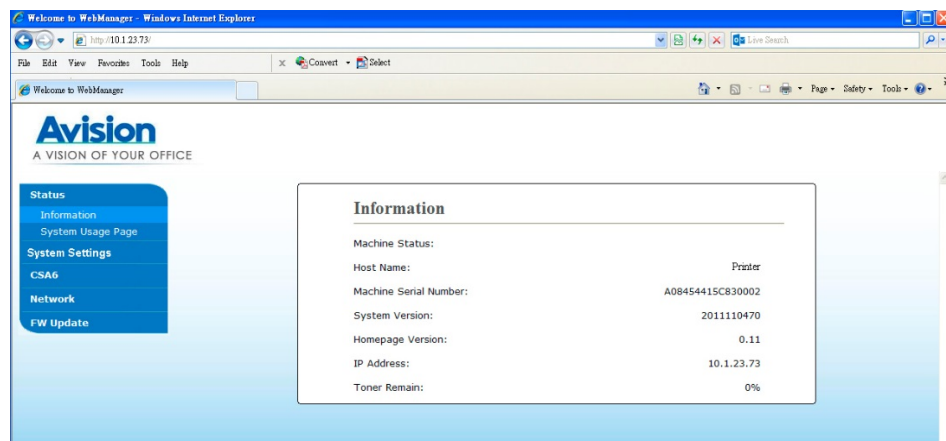 Welcome to WebManager - Windows Internet Explorer
http://10.1.23.73/
Live Search
File Edit View Favorites Tools Help
x Convert Select
Welcome to WebManager
Page Safety Tools
Avision
A VISION OF YOUR OFFICE
Status
Information
System Usage Page
System Settings
CSA6
Network
FW Update
Information
Machine Status:
Host Name: Printer
Machine Serial Number: A08454415C830002
System Version: 2011110470
Homepage Version: 0.11
IP Address: 10.1.23.73
Toner Remain: 0%